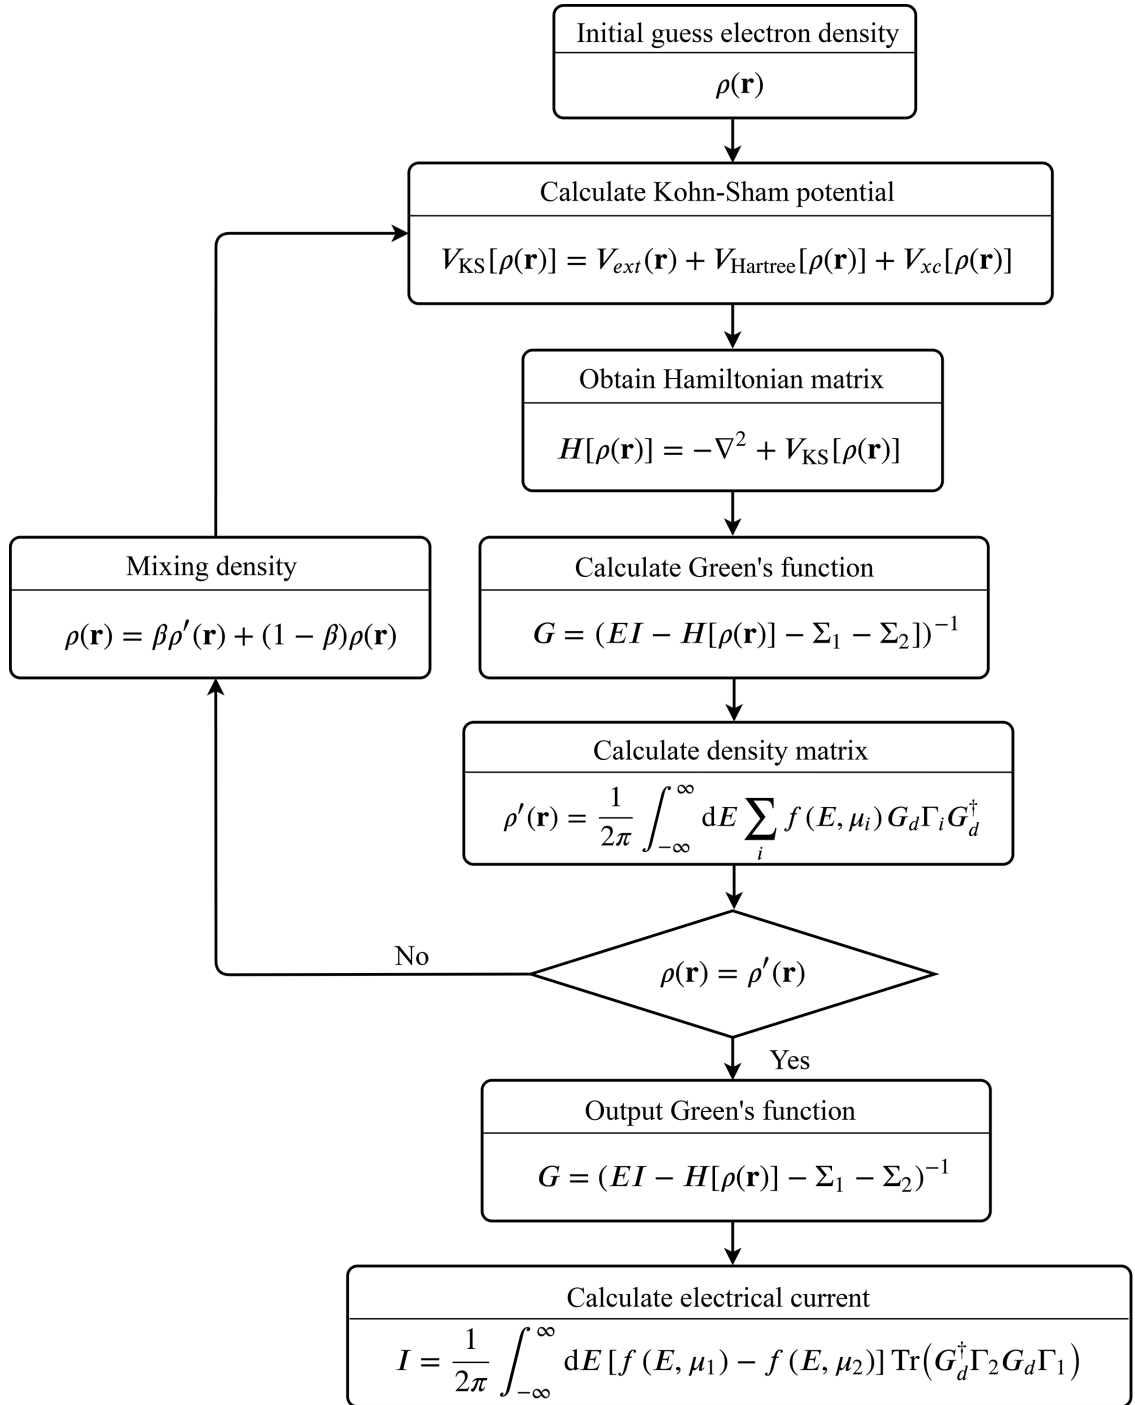 Initial guess electron density
ρ(r)
Calculate Kohn-Sham potential
V_KS[ρ(r)] = V_ext(r) + V_Hartree[ρ(r)] + V_xc[ρ(r)]
Obtain Hamiltonian matrix
H[ρ(r)] = −∇² + V_KS[ρ(r)]
Mixing density
ρ(r) = βρ′(r) + (1 − β)ρ(r)
Calculate Green's function
G = (EI − H[ρ(r)] − Σ₁ − Σ₂])⁻¹
Calculate density matrix
ρ′(r) = 1/2π ∫_{−∞}^{∞} dE ∑_i f(E, μ_i) G_d Γ_i G_d^†
No
ρ(r) = ρ′(r)
Yes
Output Green's function
G = (EI − H[ρ(r)] − Σ₁ − Σ₂)⁻¹
Calculate electrical current
I = 1/2π ∫_{−∞}^{∞} dE [f(E, μ₁) − f(E, μ₂)] Tr(G_d^† Γ₂ G_d Γ₁)